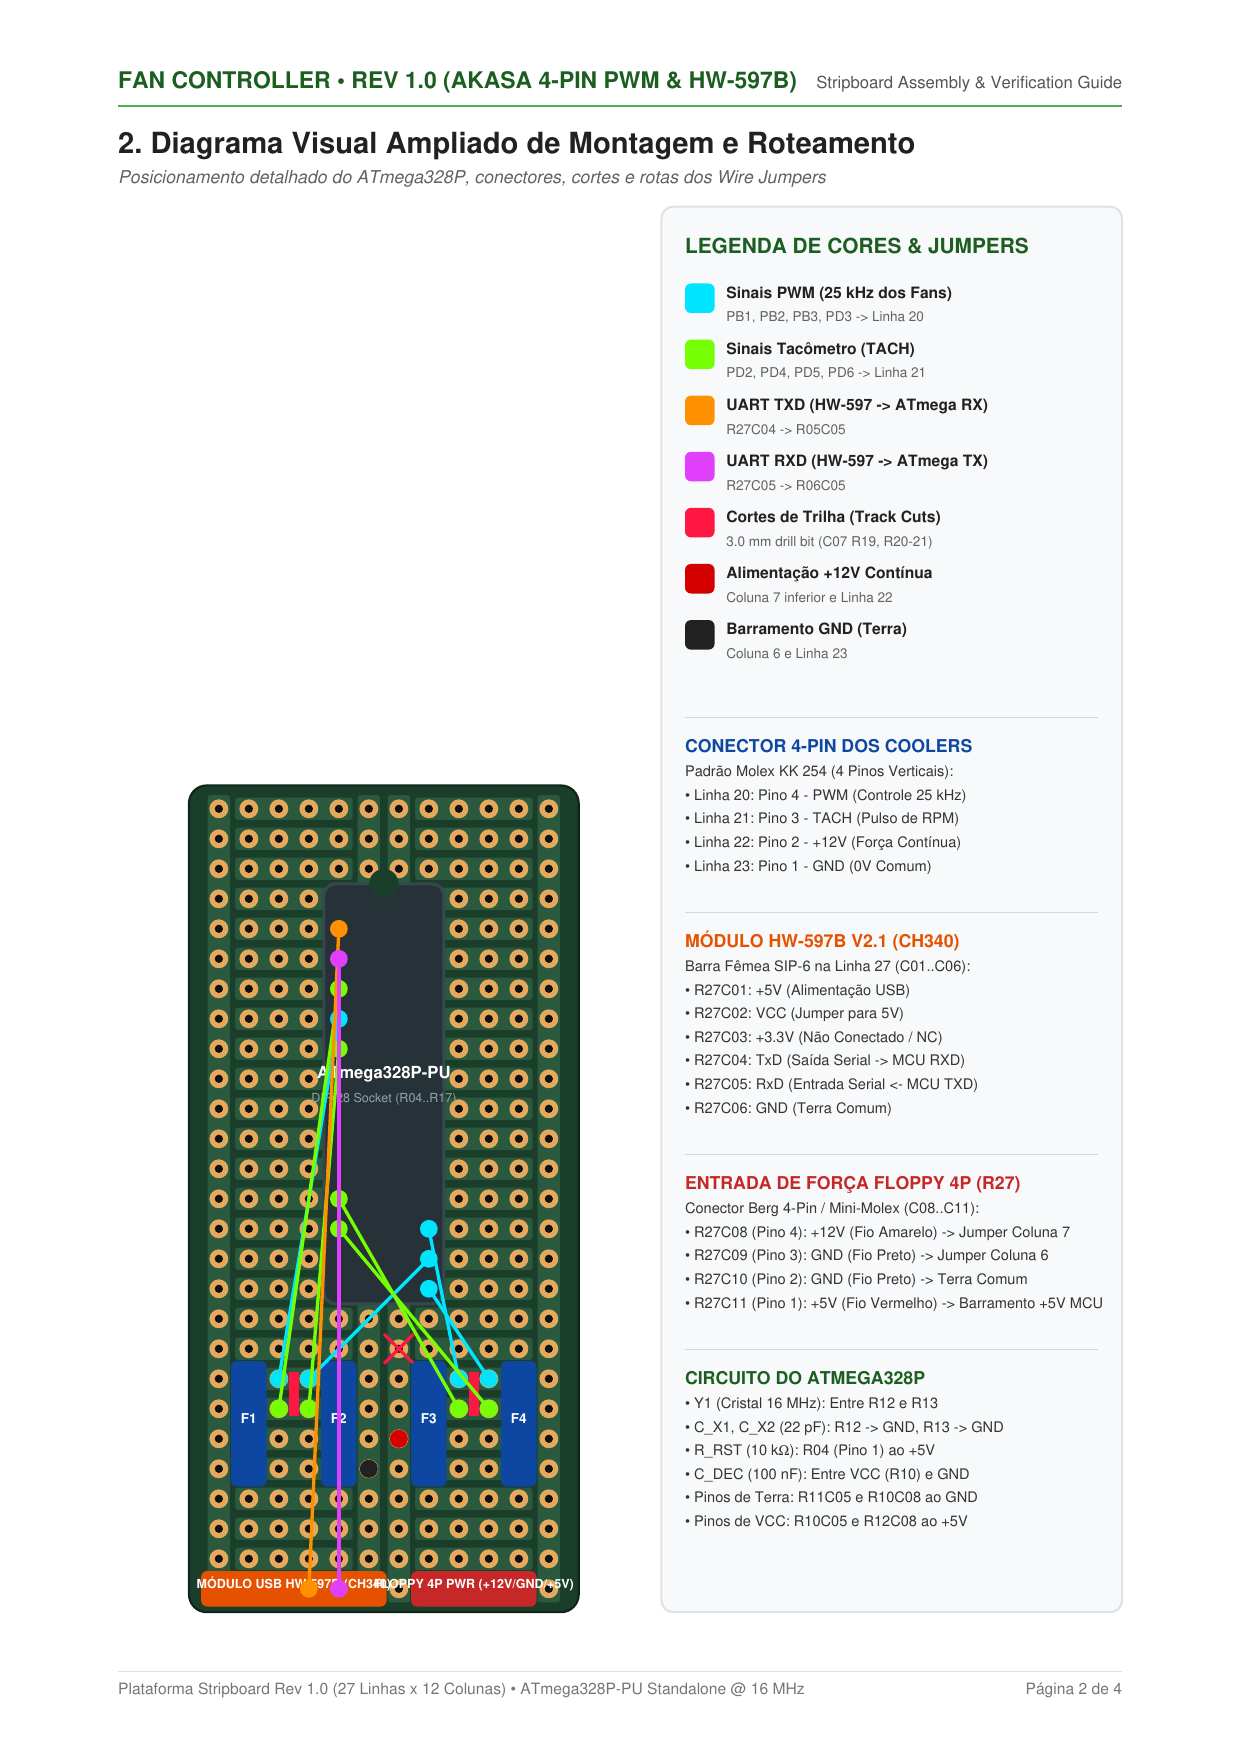 FAN CONTROLLER • REV 1.0 (AKASA 4-PIN PWM & HW-597B) Stripboard Assembly & Verification Guide
2. Diagrama Visual Ampliado de Montagem e Roteamento
Posicionamento detalhado do ATmega328P, conectores, cortes e rotas dos Wire Jumpers
ATmega328P-PU
28 Socket (R04..R17)
F1
F2
F3
F4
MÓDULO USB (CH340)
FLOPPY 4P PWR (+12V/GND/+5V)
LEGENDA DE CORES & JUMPERS
Sinais PWM (25 kHz dos Fans)
PB1, PB2, PB3, PD3 -> Linha 20
Sinais Tacômetro (TACH)
PD2, PD4, PD5, PD6 -> Linha 21
UART TXD (HW-597 -> ATmega RX)
R27C04 -> R05C05
UART RXD (HW-597 -> ATmega TX)
R27C05 -> R06C05
Cortes de Trilha (Track Cuts)
3.0 mm drill bit (C07 R19, R20-21)
Alimentação +12V Contínua
Coluna 7 inferior e Linha 22
Barramento GND (Terra)
Coluna 6 e Linha 23
CONECTOR 4-PIN DOS COOLERS
Padrão Molex KK 254 (4 Pinos Verticais):
• Linha 20: Pino 4 - PWM (Controle 25 kHz)
• Linha 21: Pino 3 - TACH (Pulso de RPM)
• Linha 22: Pino 2 - +12V (Força Contínua)
• Linha 23: Pino 1 - GND (0V Comum)
MÓDULO HW-597B V2.1 (CH340)
Barra Fêmea SIP-6 na Linha 27 (C01..C06):
• R27C01: +5V (Alimentação USB)
• R27C02: VCC (Jumper para 5V)
• R27C03: +3.3V (Não Conectado / NC)
• R27C04: TxD (Saída Serial -> MCU RXD)
• R27C05: RxD (Entrada Serial <- MCU TXD)
• R27C06: GND (Terra Comum)
ENTRADA DE FORÇA FLOPPY 4P (R27)
Conector Berg 4-Pin / Mini-Molex (C08..C11):
• R27C08 (Pino 4): +12V (Fio Amarelo) -> Jumper Coluna 7
• R27C09 (Pino 3): GND (Fio Preto) -> Jumper Coluna 6
• R27C10 (Pino 2): GND (Fio Preto) -> Terra Comum
• R27C11 (Pino 1): +5V (Fio Vermelho) -> Barramento +5V MCU
CIRCUITO DO ATMEGA328P
• Y1 (Cristal 16 MHz): Entre R12 e R13
• C_X1, C_X2 (22 pF): R12 -> GND, R13 -> GND
• R_RST (10 kΩ): R04 (Pino 1) ao +5V
• C_DEC (100 nF): Entre VCC (R10) e GND
• Pinos de Terra: R11C05 e R10C08 ao GND
• Pinos de VCC: R10C05 e R12C08 ao +5V
Plataforma Stripboard Rev 1.0 (27 Linhas x 12 Colunas) • ATmega328P-PU Standalone @ 16 MHz
Página 2 de 4